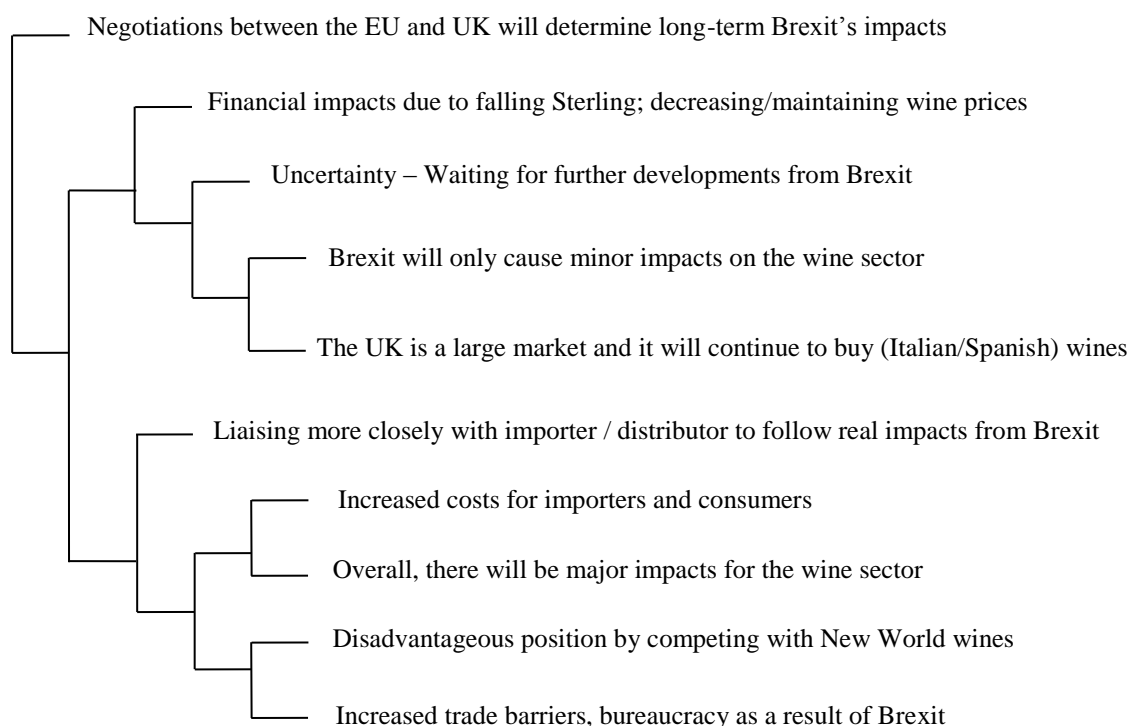 Negotiations between the EU and UK will determine long-term Brexit’s impacts
Financial impacts due to falling Sterling; decreasing/maintaining wine prices
Uncertainty – Waiting for further developments from Brexit
Brexit will only cause minor impacts on the wine sector
The UK is a large market and it will continue to buy (Italian/Spanish) wines
Liaising more closely with importer / distributor to follow real impacts from Brexit
Increased costs for importers and consumers
Overall, there will be major impacts for the wine sector
Disadvantageous position by competing with New World wines
Increased trade barriers, bureaucracy as a result of Brexit